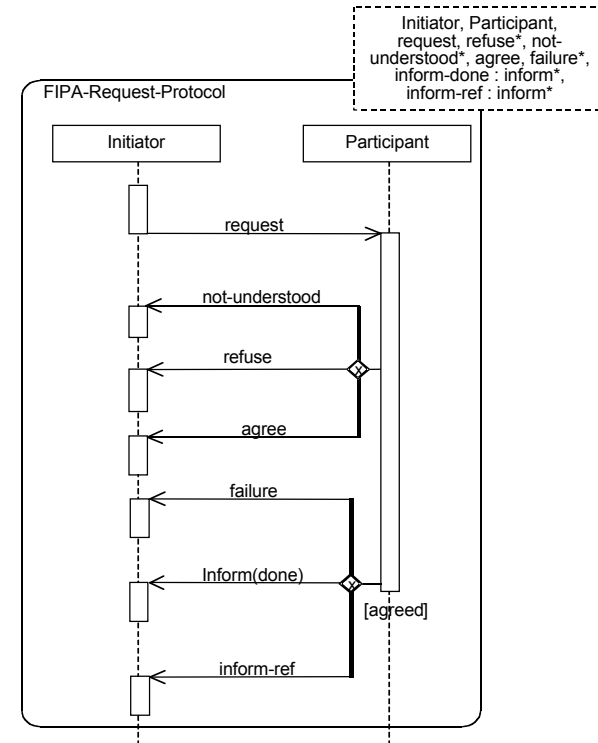 Initiator, Participant,
request, refuse*, not-
understood*, agree, failure*,
inform-done : inform*,
inform-ref : inform*
FIPA-Request-Protocol
Initiator
Participant
request
not-understood
refuse
x
agree
failure
Inform(done)
x
[agreed]
inform-ref